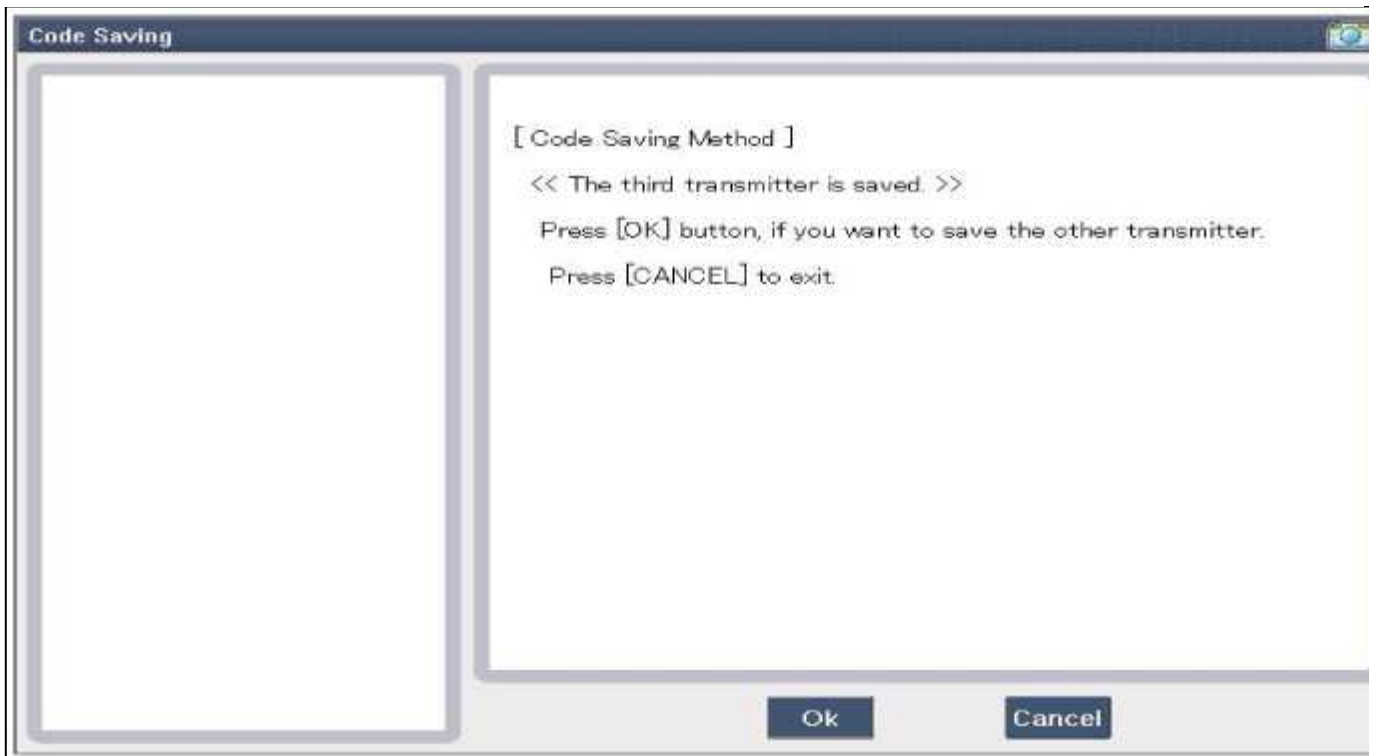 Code Saving
[ Code Saving Method ]
<< The third transmitter is saved. >>
Press [OK] button, if you want to save the other transmitter.
Press [CANCEL] to exit.
Ok
Cancel